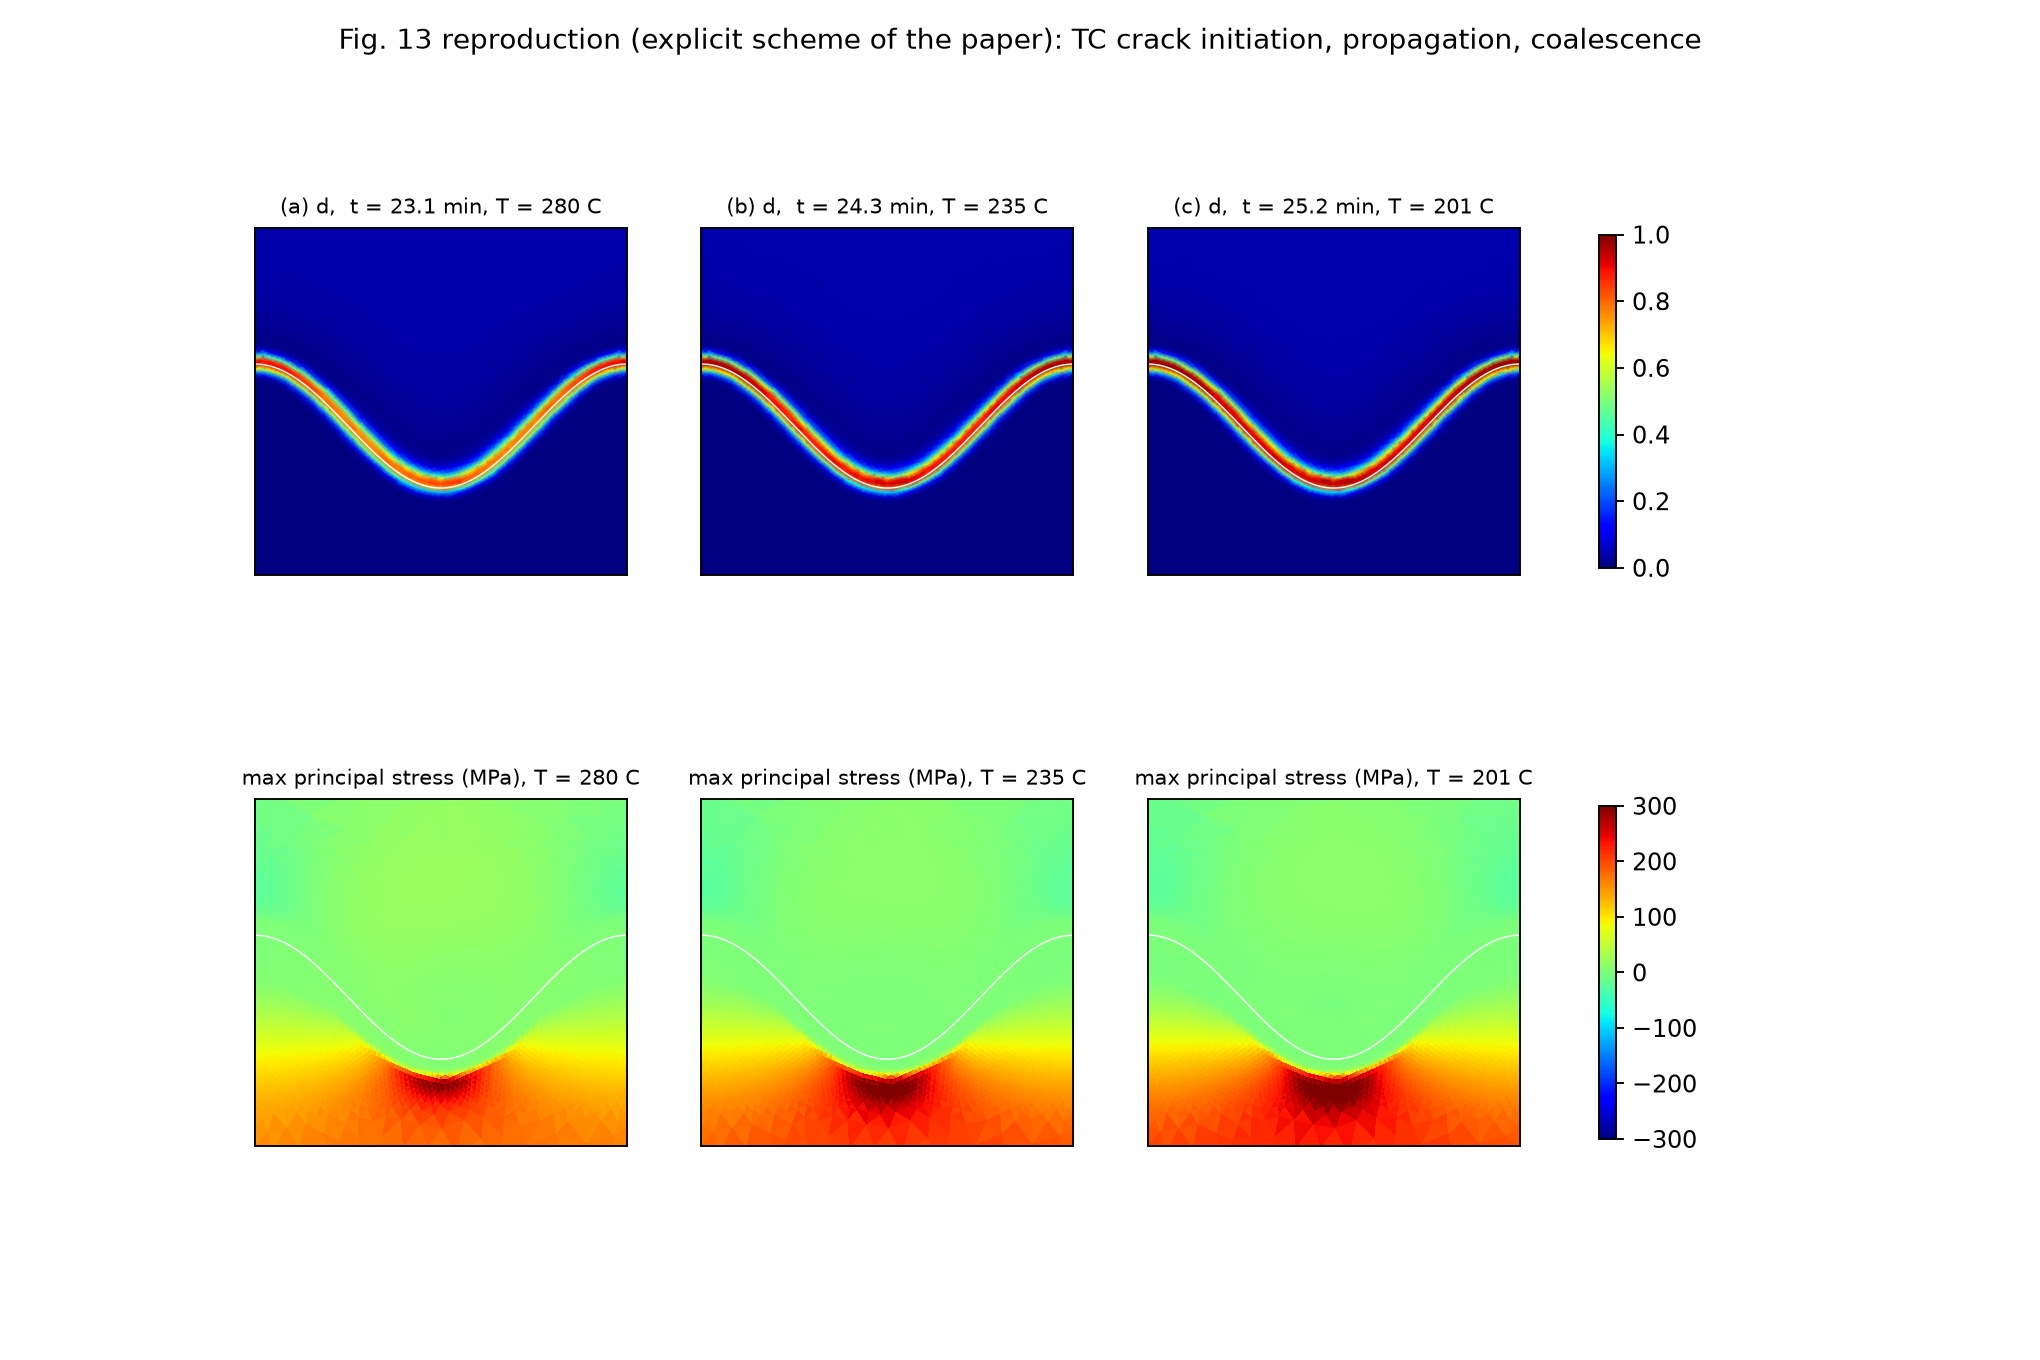 Fig. 13 reproduction (explicit scheme of the paper): TC crack initiation, propagation, coalescence
(a) d,  t = 23.1 min, T = 280 C
(b) d,  t = 24.3 min, T = 235 C
(c) d,  t = 25.2 min, T = 201 C
1.0
0.8
0.6
0.4
0.2
0.0
max principal stress (MPa), T = 280 C
max principal stress (MPa), T = 235 C
max principal stress (MPa), T = 201 C
300
200
100
0
−100
−200
−300